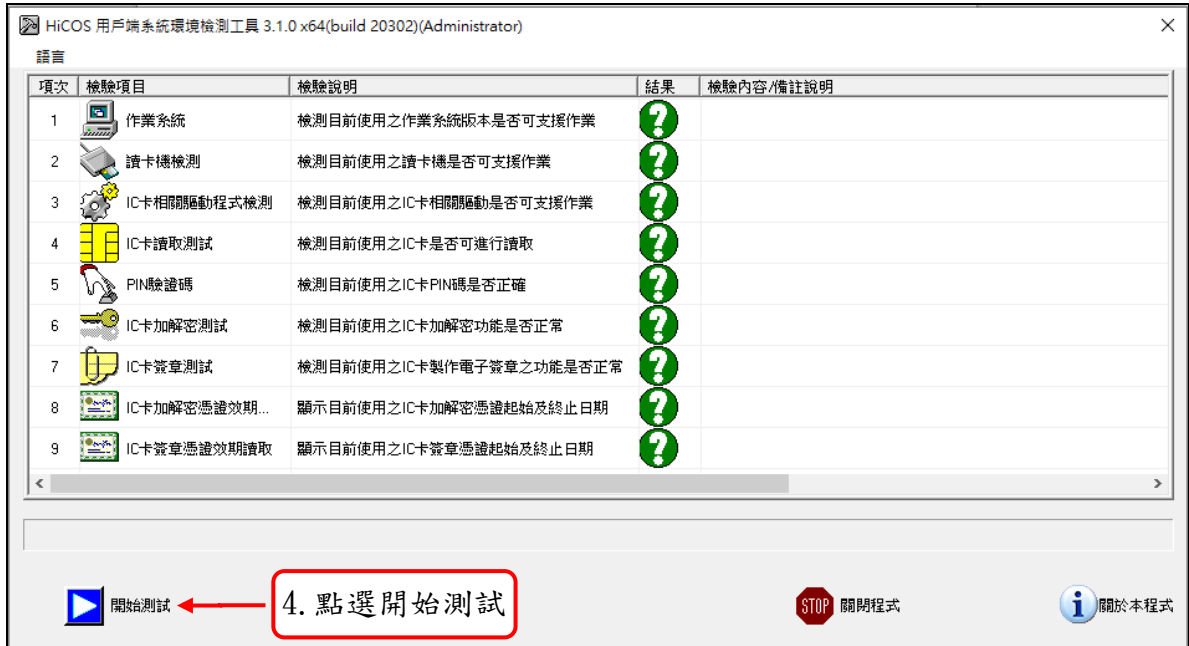 HiCOS 用戶端系統環境檢測工具 3.1.0 x64(build 20302)(Administrator)
語言
項次 檢驗項目 檢驗說明 結果 檢驗內容/備註說明
1 作業系統 檢測目前使用之作業系統版本是否可支援作業
2 讀卡機檢測 檢測目前使用之讀卡機是否可支援作業
3 IC卡相關驅動程式檢測 檢測目前使用之IC卡相關驅動是否可支援作業
4 IC卡讀取測試 檢測目前使用之IC卡是否可進行讀取
5 PIN驗證碼 檢測目前使用之IC卡PIN碼是否正確
6 IC卡加解密測試 檢測目前使用之IC卡加解密功能是否正常
7 IC卡簽章測試 檢測目前使用之IC卡製作電子簽章之功能是否正常
8 IC卡加解密憑證效期... 顯示目前使用之IC卡加解密憑證起始及終止日期
9 IC卡簽章憑證效期讀取 顯示目前使用之IC卡簽章憑證起始及終止日期
開始測試 4.點選開始測試 STOP 關閉程式 關於本程式